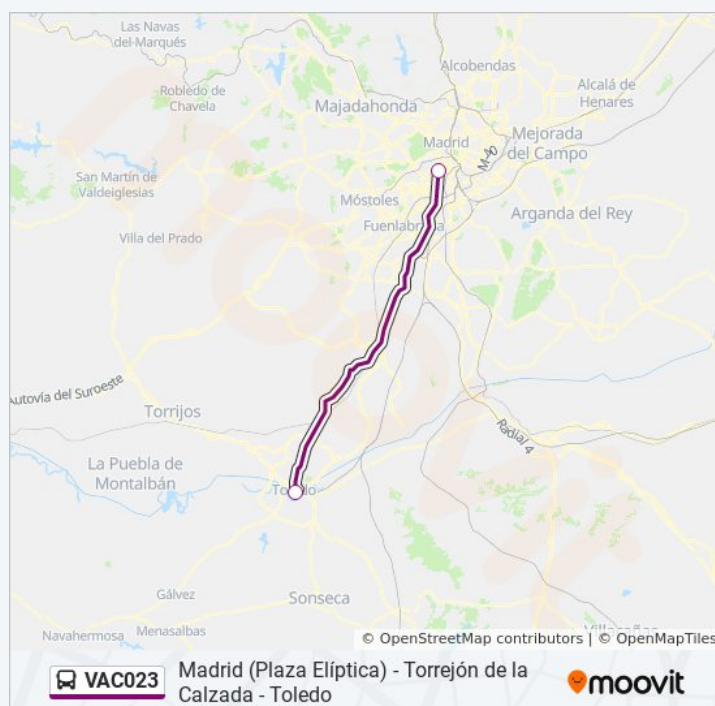 Las Navas
del Marqués
Alcobendas
Robledo de
Chavela
Majadahonda
Alcalá de
Henares
Madrid
Mejorada
del Campo
M-40
San Martín de
Valdeiglesias
Móstoles
Arganda del Rey
Fuenlabrada
Villa del Prado
Autovía del Suroeste
Torrijos
Radial 4
La Puebla de
Montalbán
Toledo
Gálvez
Sonseca
Navahermosa
Menasalbas
Villacañas
© OpenStreetMap contributors | © OpenMapTiles
VAC023
Madrid (Plaza Elíptica) - Torrejón de la
Calzada - Toledo
moovit